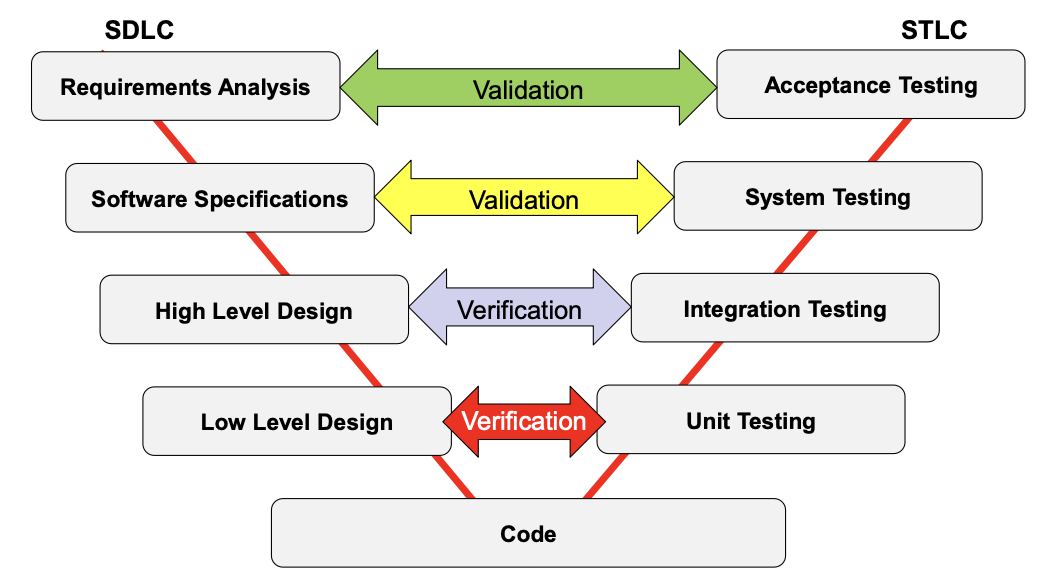 SDLC
STLC
Requirements Analysis
Validation
Acceptance Testing
Software Specifications
Validation
System Testing
High Level Design
Verification
Integration Testing
Low Level Design
Verification
Unit Testing
Code